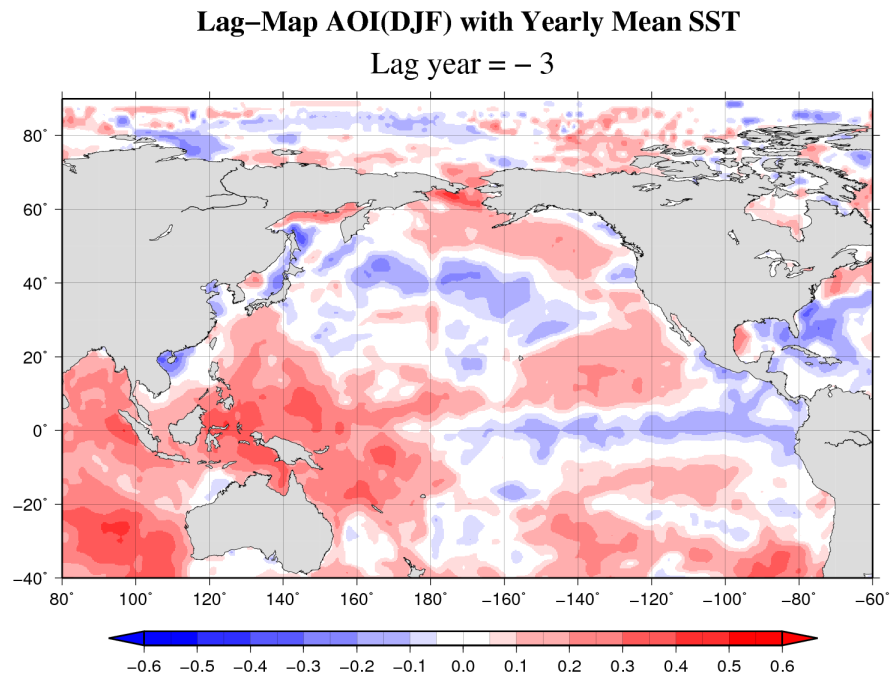 Lag−Map AOI(DJF) with Yearly Mean SST
Lag year = − 3
80˚
60˚
40˚
20˚
0˚
−20˚
−40˚
80˚ 100˚ 120˚ 140˚ 160˚ 180˚ −160˚ −140˚ −120˚ −100˚ −80˚ −60˚
−0.6 −0.5 −0.4 −0.3 −0.2 −0.1 0.0 0.1 0.2 0.3 0.4 0.5 0.6